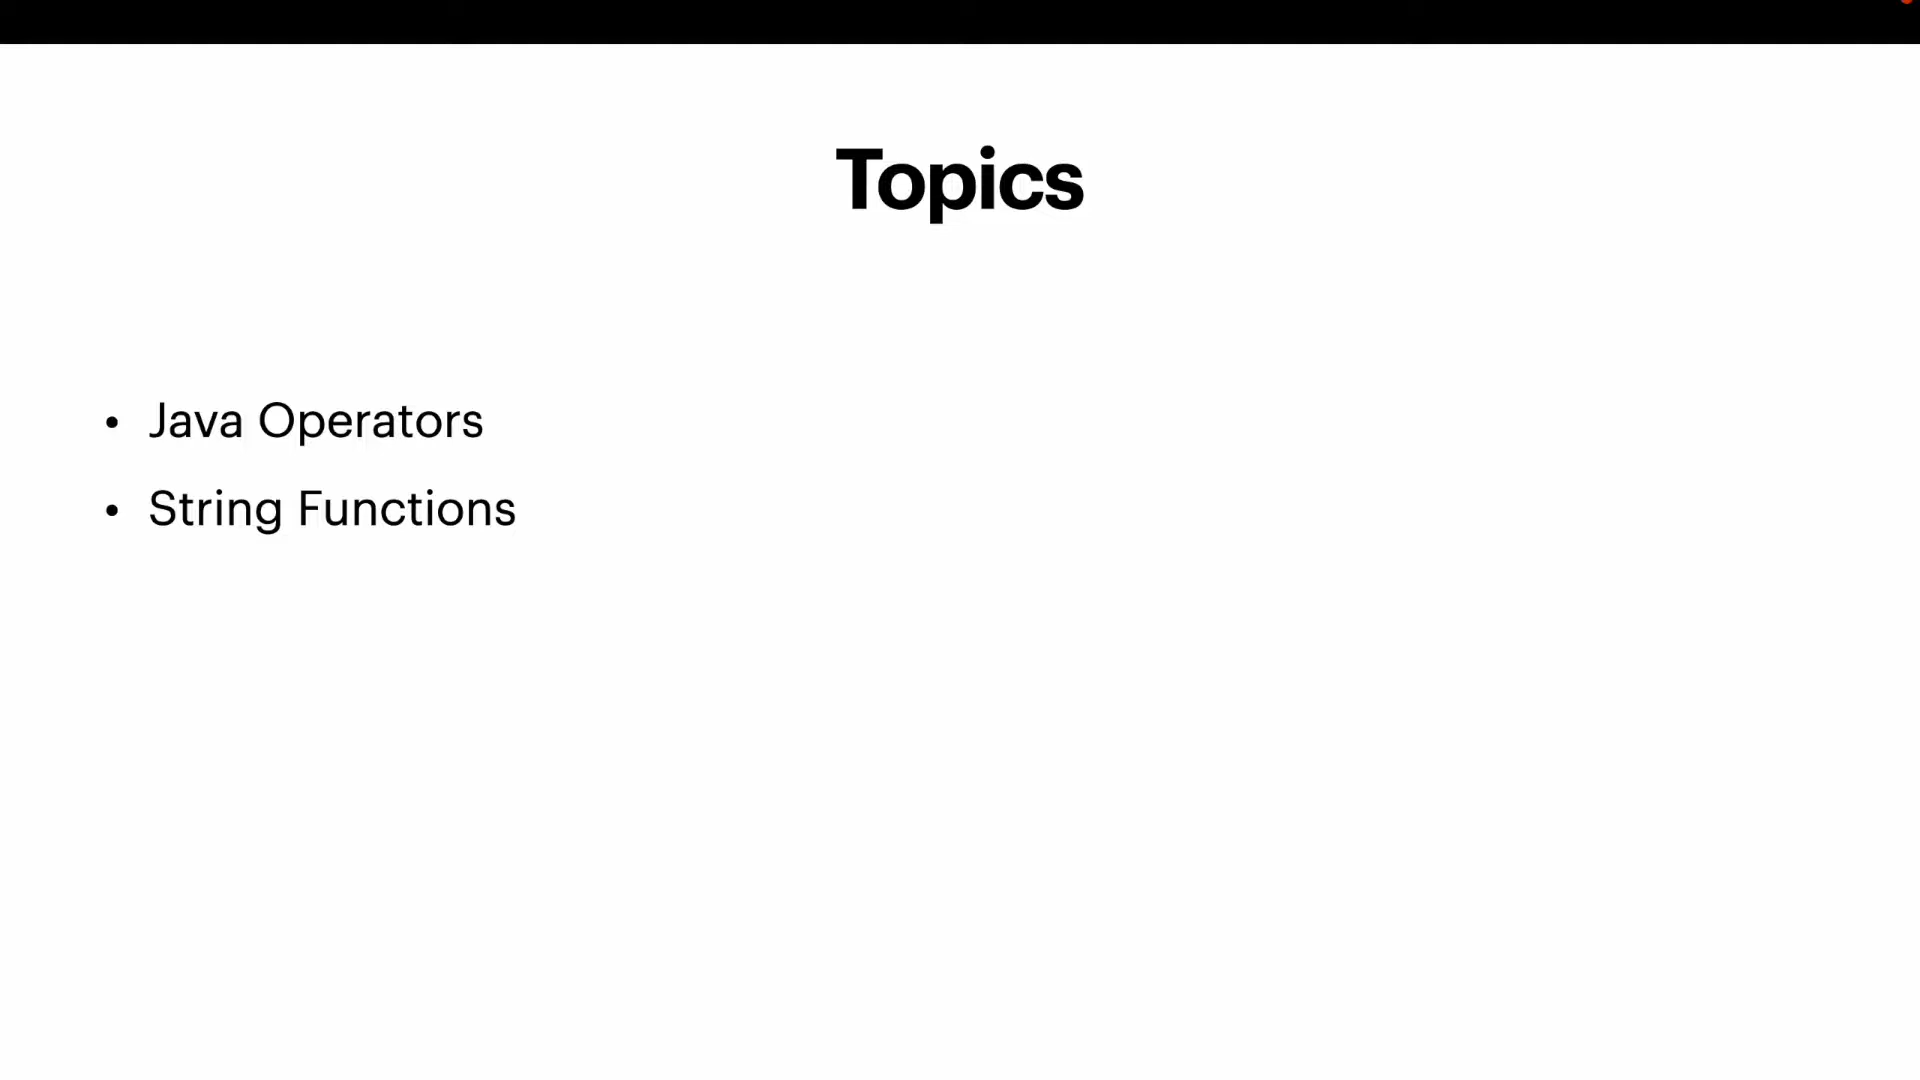 Topics
• Java Operators
• String Functions